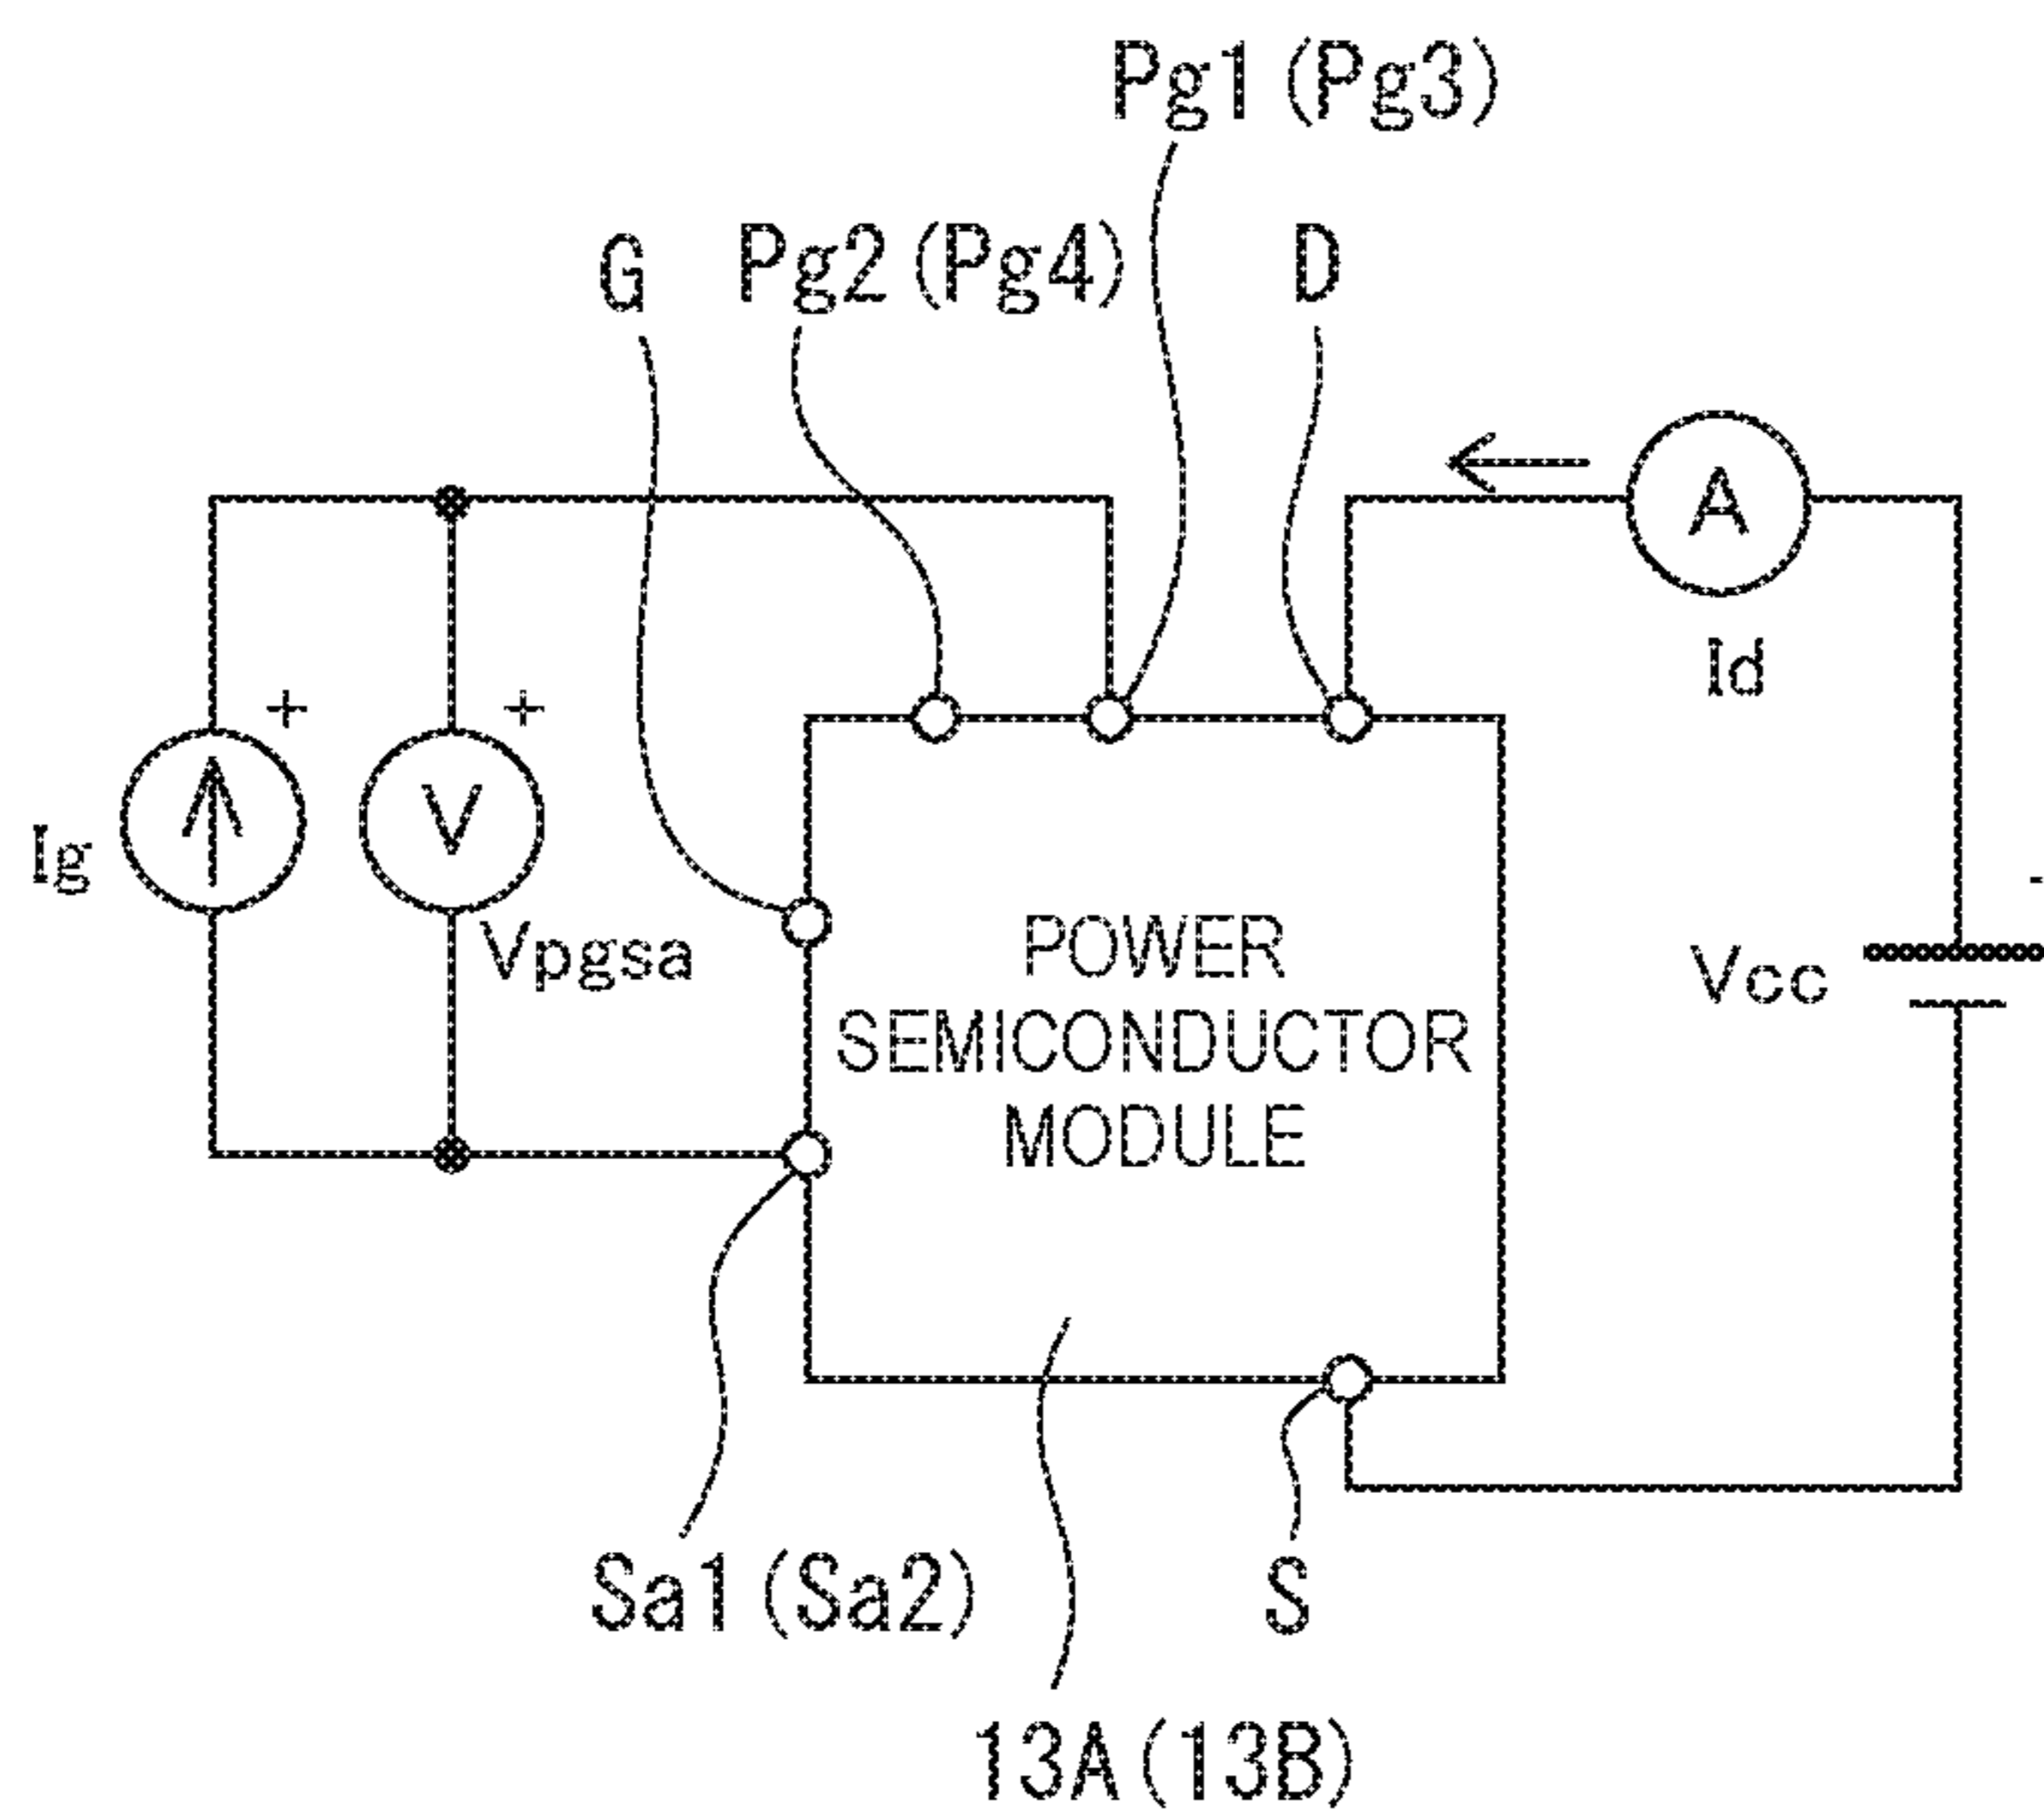 Pg1(Pg3)
G
Pg2(Pg4)
D
A
Id
+
+
V
Ig
Vpgsa
POWER
SEMICONDUCTOR
MODULE
Vcc
Sa1(Sa2)
S
13A(13B)